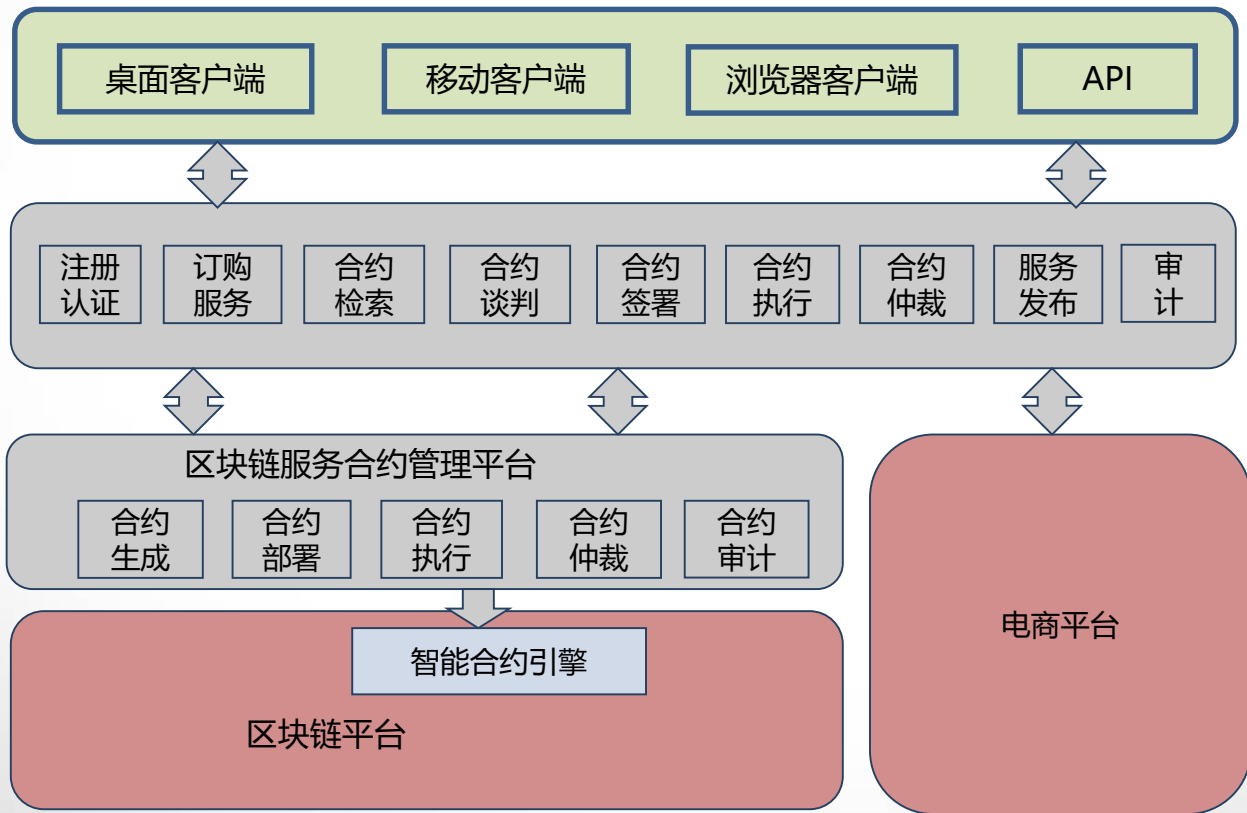 桌面客户端
移动客户端
浏览器客户端
API
注册
认证
订购
服务
合约
检索
合约
谈判
合约
签署
合约
执行
合约
仲裁
服务
发布
审
计
区块链服务合约管理平台
合约
生成
合约
部署
合约
执行
合约
仲裁
合约
审计
智能合约引擎
区块链平台
电商平台